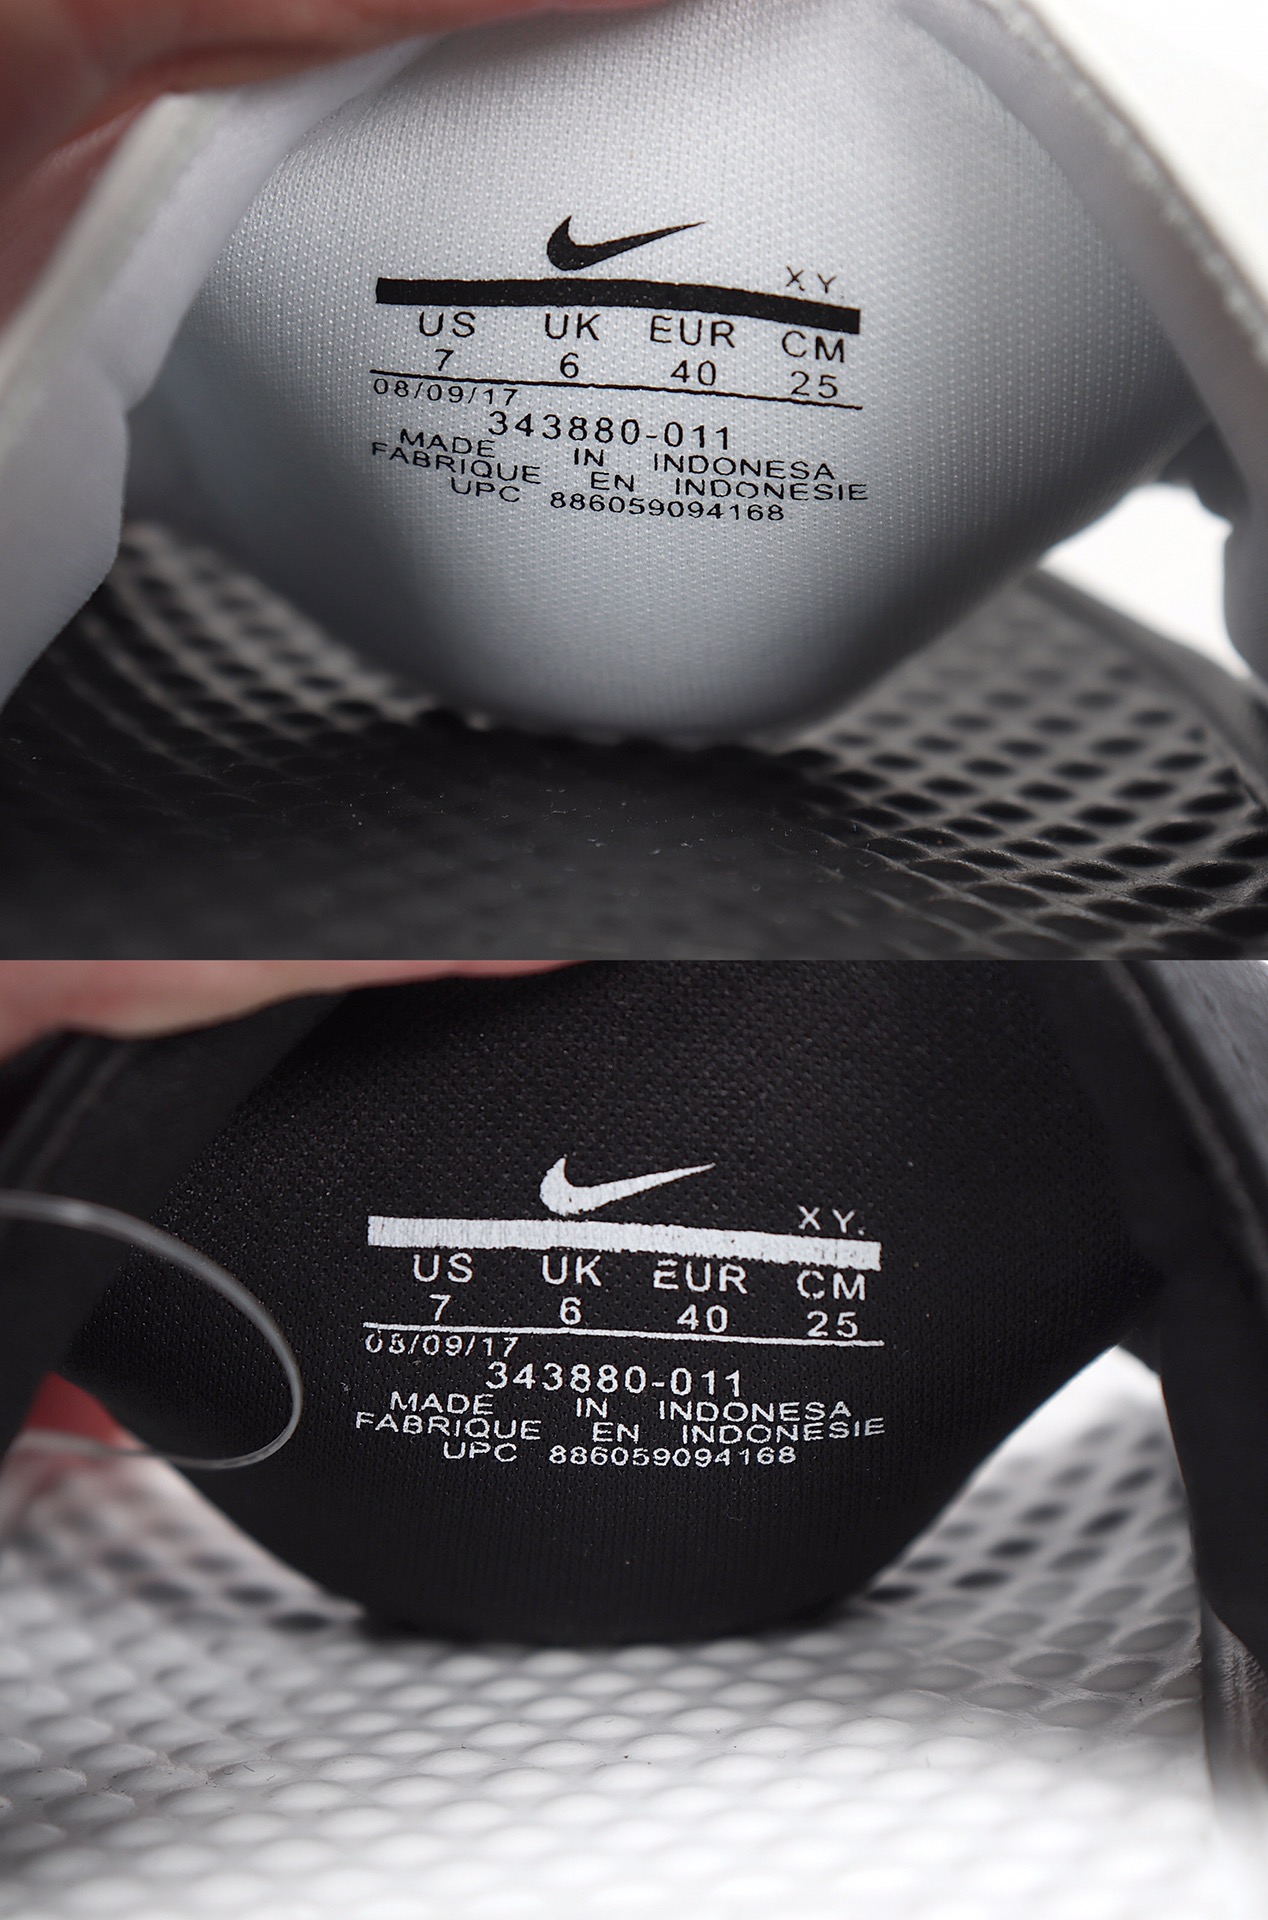 XY.
US UK EUR CM
7 6 40 25
08/09/17
343880-011
MADE IN INDONESA
FABRIQUE EN INDONESIE
UPC 886059094168
XY.
US UK EUR CM
7 6 40 25
08/09/17
343880-011
MADE IN INDONESA
FABRIQUE EN INDONESIE
UPC 886059094168